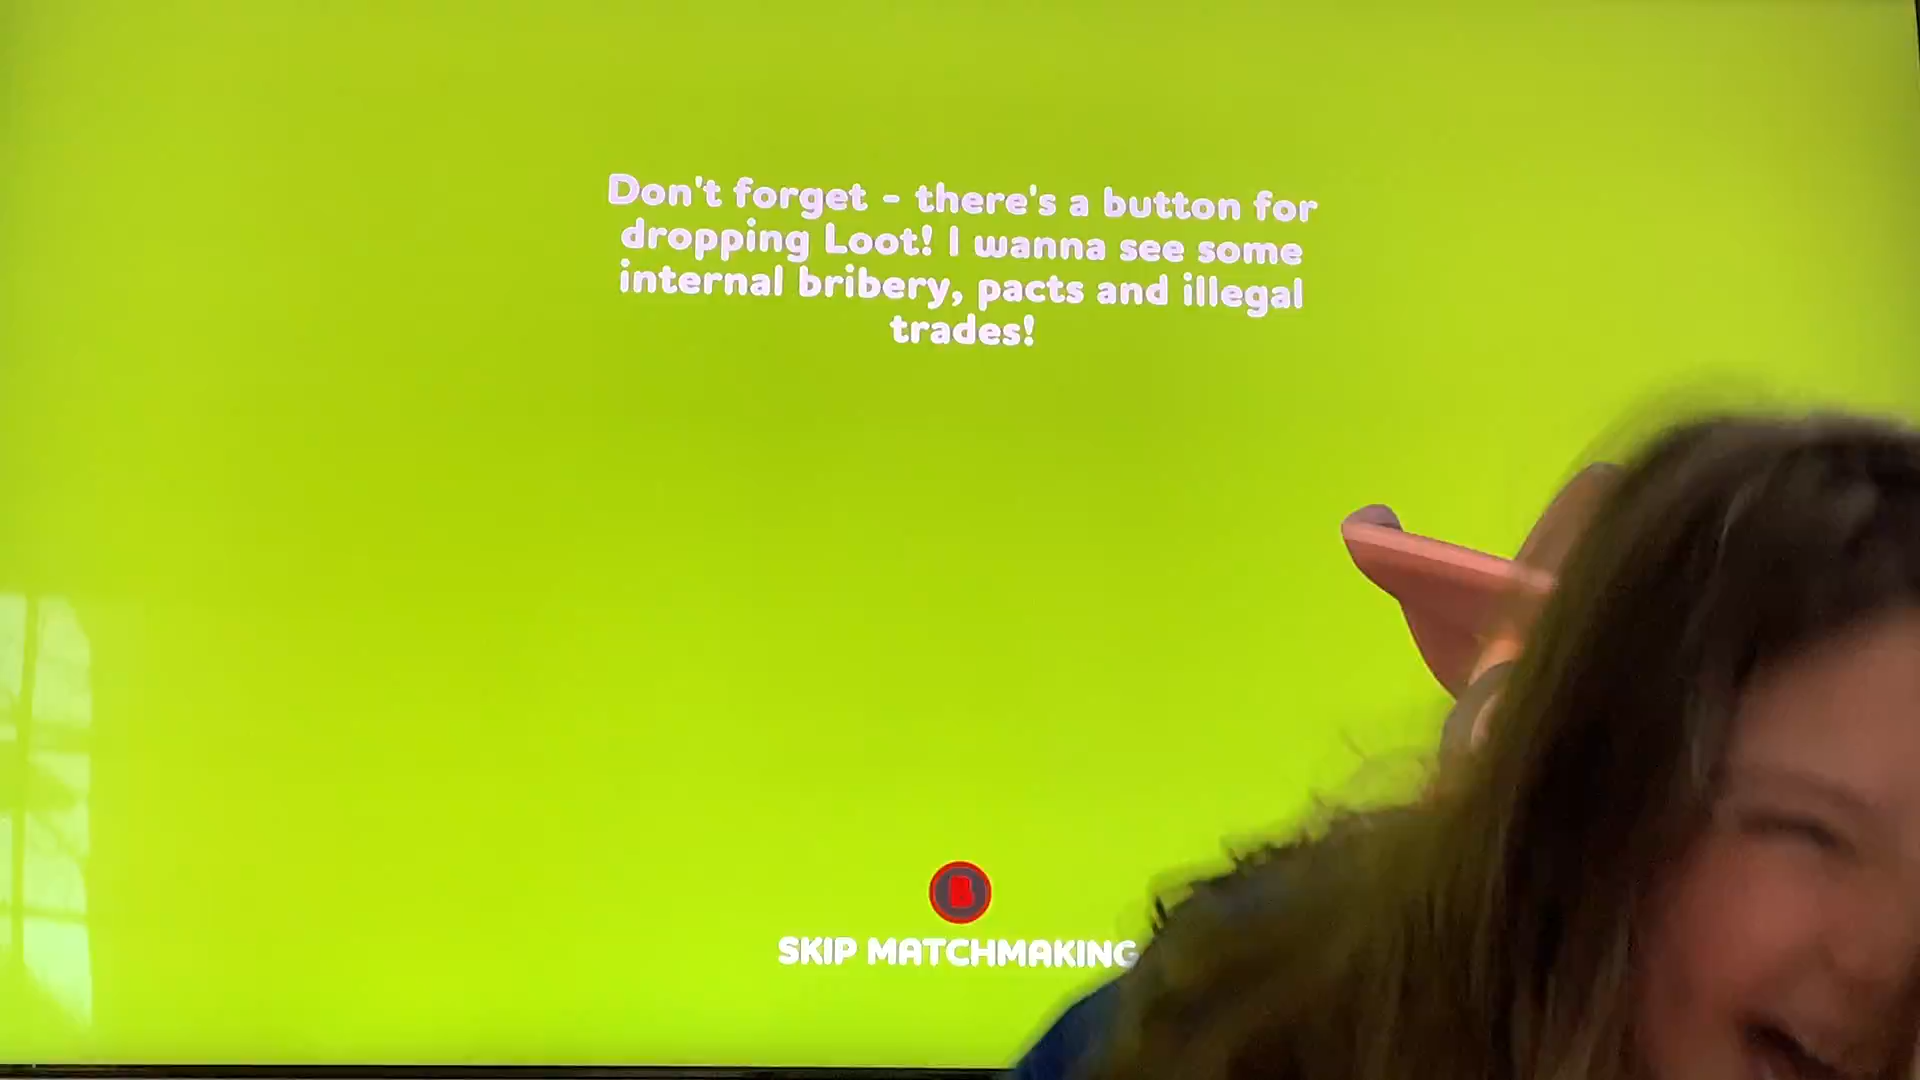 Don't forget - there's a button for
dropping Loot! I wanna see some
internal bribery, pacts and illegal
trades!
B
SKIP MATCHMAKING